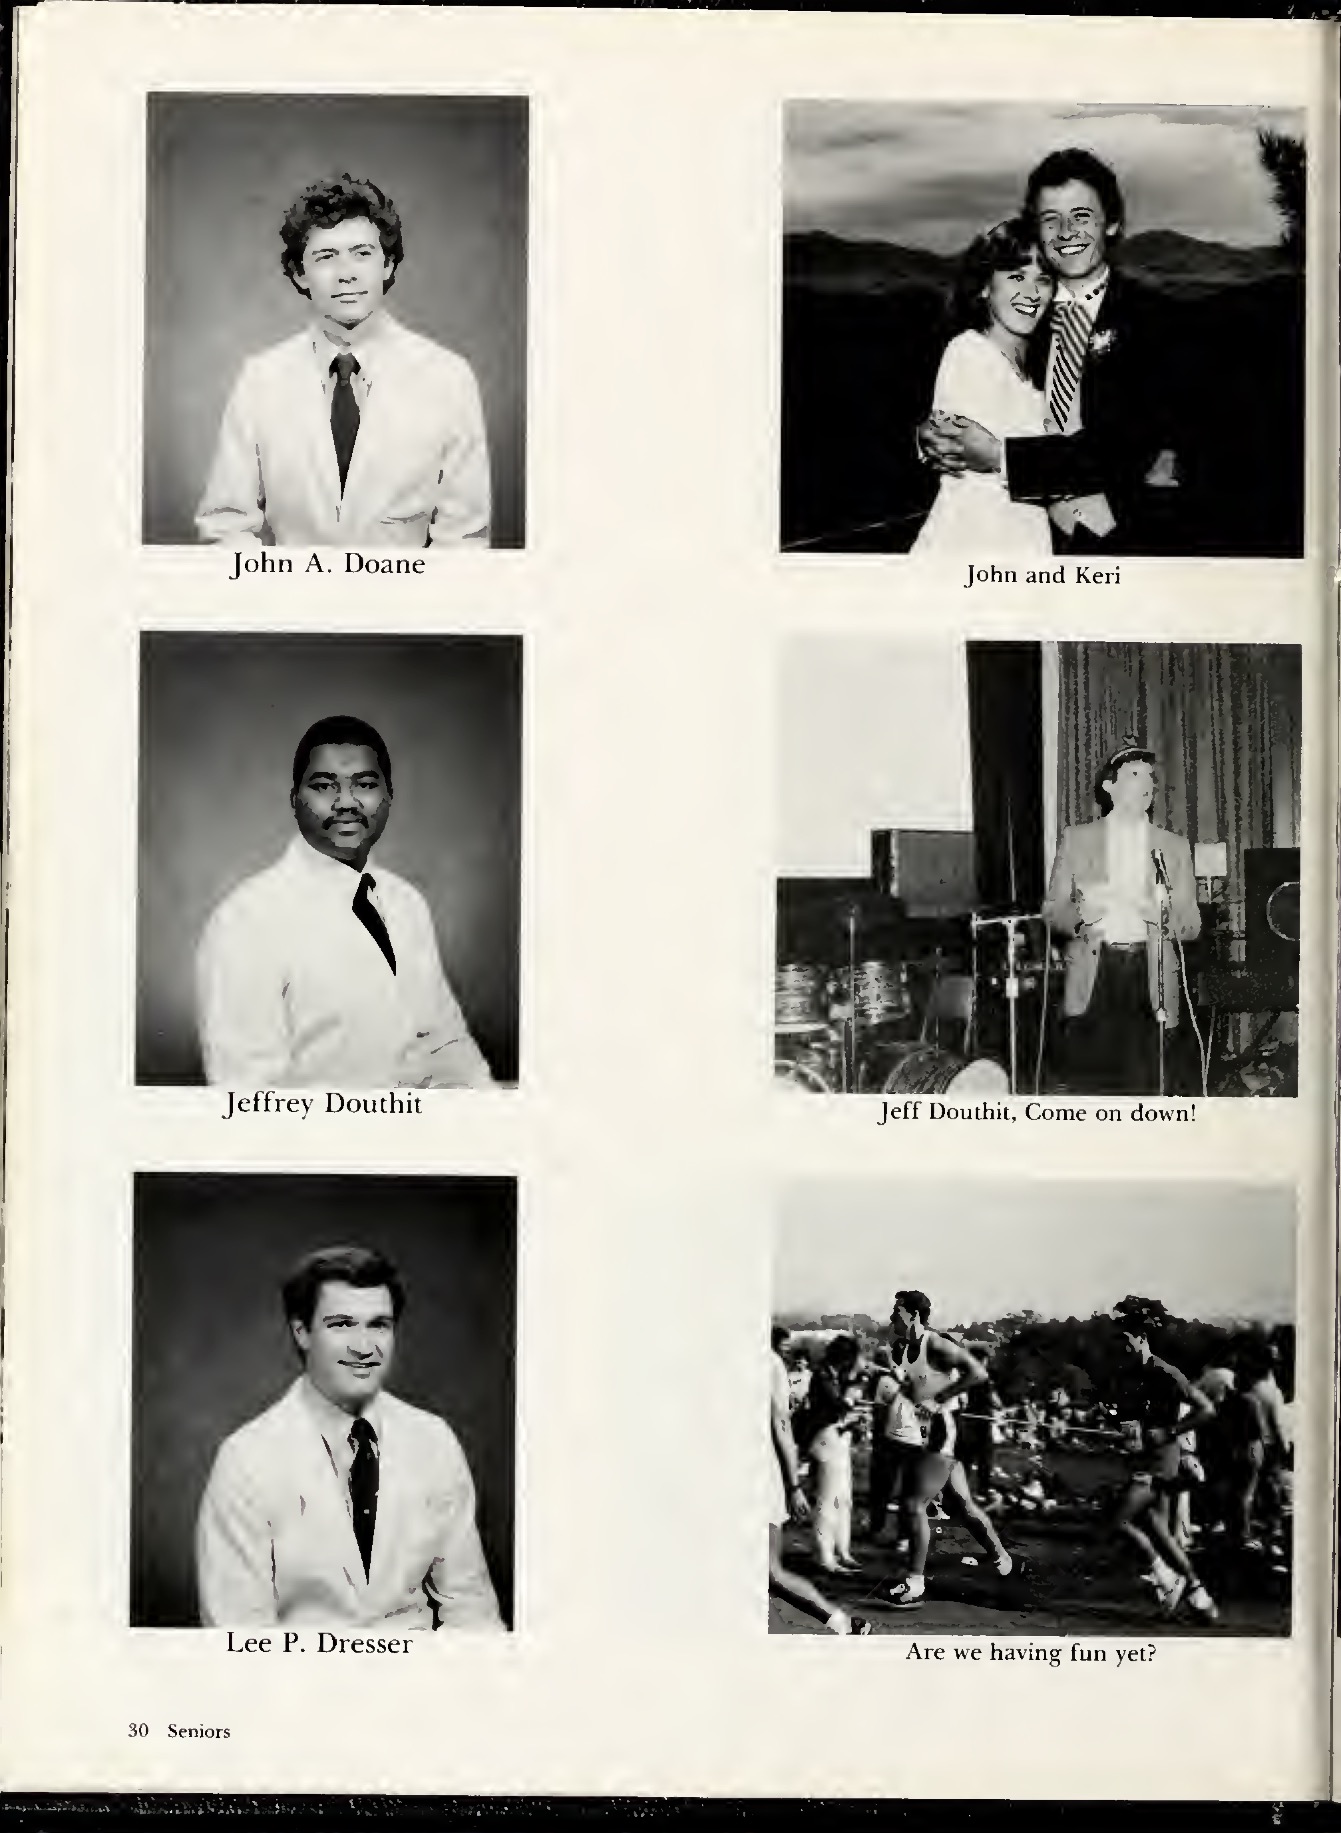 John A. Doane
John and Keri
Jeffrey Douthit
Jeff Douthit, Come on down!
Lee P. Dresser
Are we having fun yet?
30 Seniors